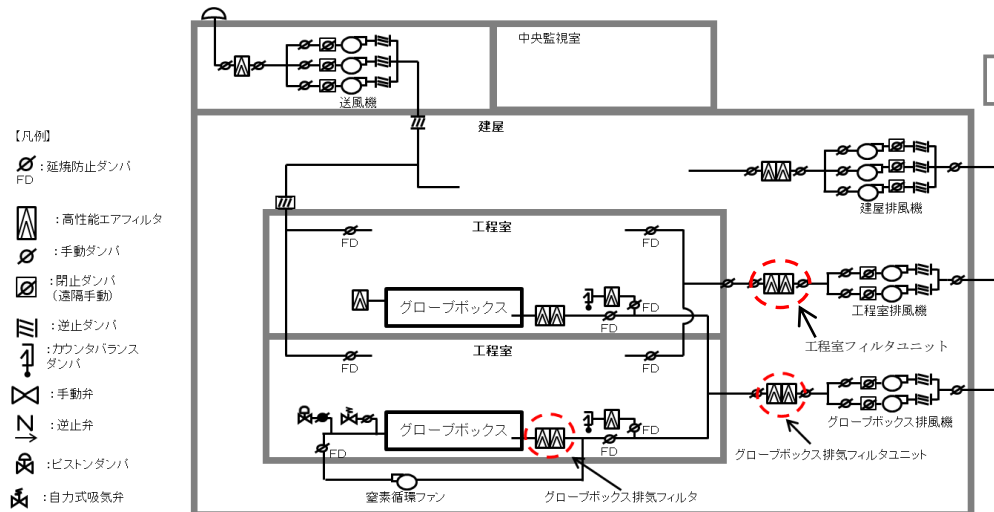 中央監視室
送風機
建屋
【凡例】
:延焼防止ダンパ
FD
:高性能エアフィルタ
:手動ダンパ
:閉止ダンパ
(遠隔手動)
:逆止ダンパ
:カウンタバランス
ダンパ
:手動弁
:逆止弁
:ピストンダンパ
:自力式吸気弁
建屋排風機
工程室
FD
FD
グローブボックス
FD
FD
工程室排風機
工程室フィルタユニット
工程室
FD
FD
グローブボックス
FD
FD
FD
グローブボックス排風機
グローブボックス排気フィルタユニット
窒素循環ファン
グローブボックス排気フィルタ